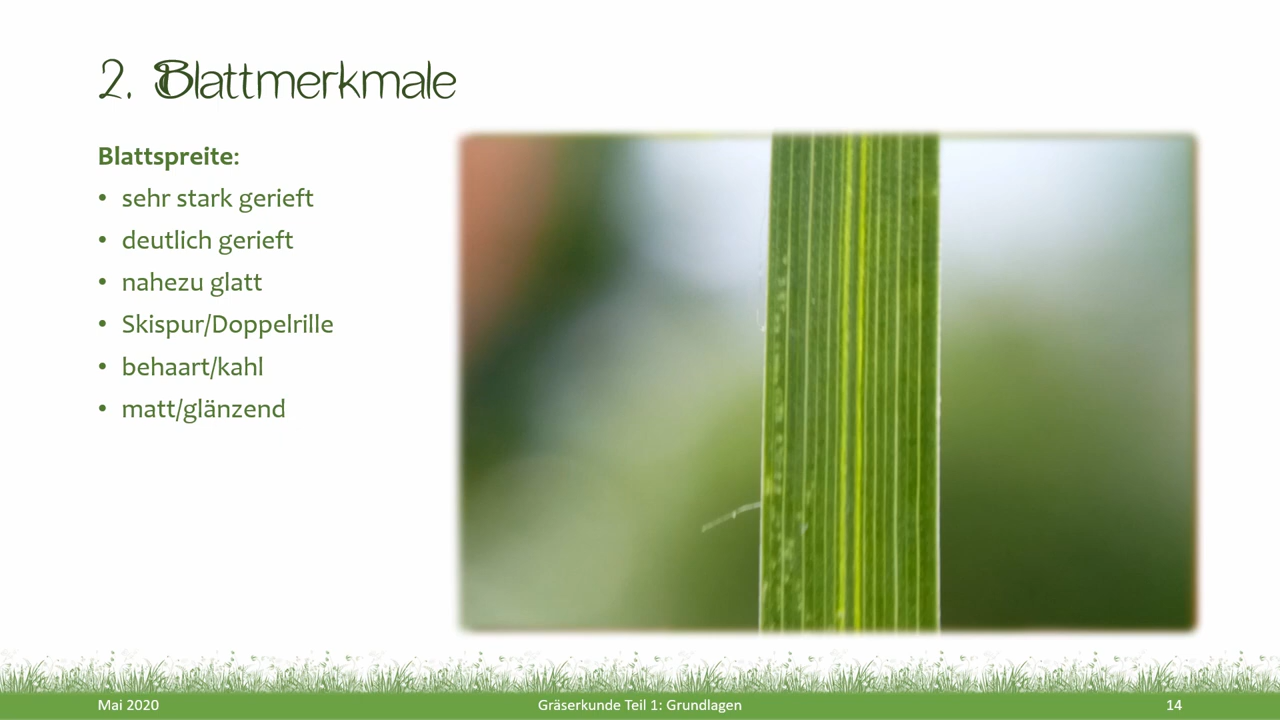 2. Blattmerkmale
Blattspreite:
• sehr stark gerieft
• deutlich gerieft
• nahezu glatt
• Skispur/Doppelrille
• behaart/kahl
• matt/glänzend
Mai 2020
Gräserkunde Teil 1: Grundlagen
14